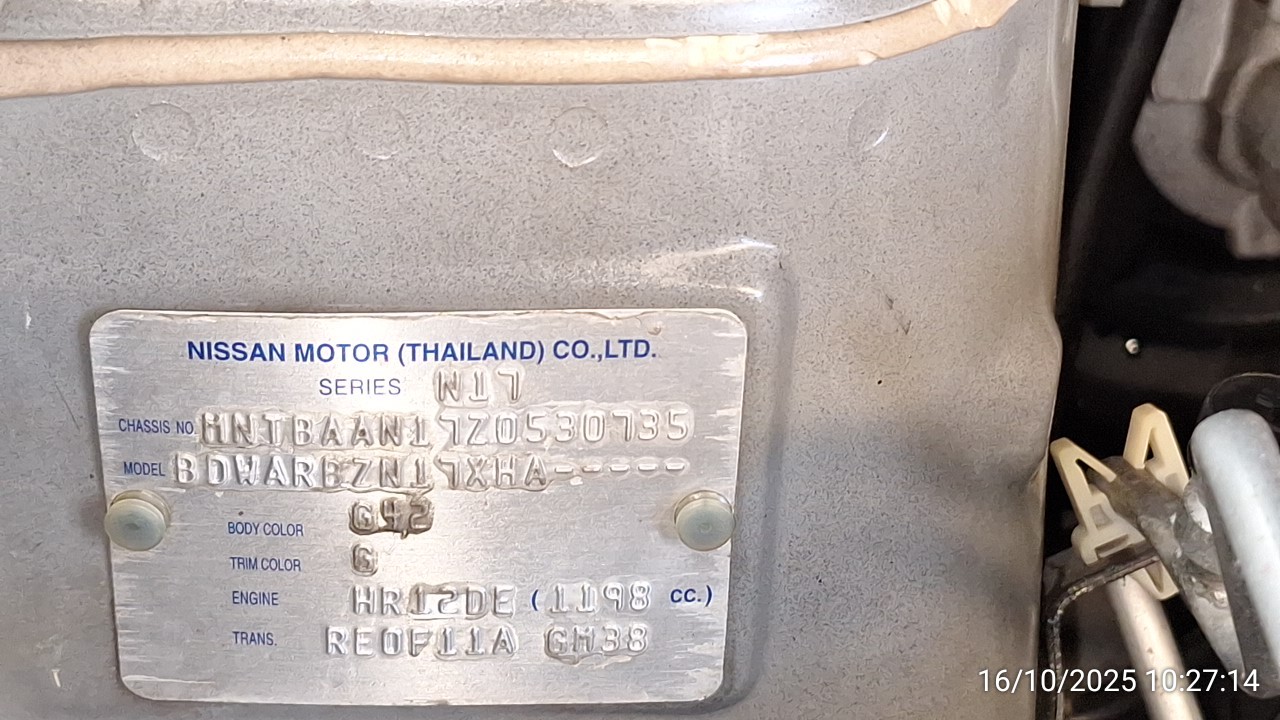 NISSAN MOTOR (THAILAND) CO.,LTD.
SERIES N17
CHASSIS NO. MNTBAAN17Z0530735
MODEL BDWARBZN17XHA-----
BODY COLOR G42
TRIM COLOR G
ENGINE HR12DE (1198 CC.)
TRANS. RE0F11A GH38
16/10/2025 10:27:14